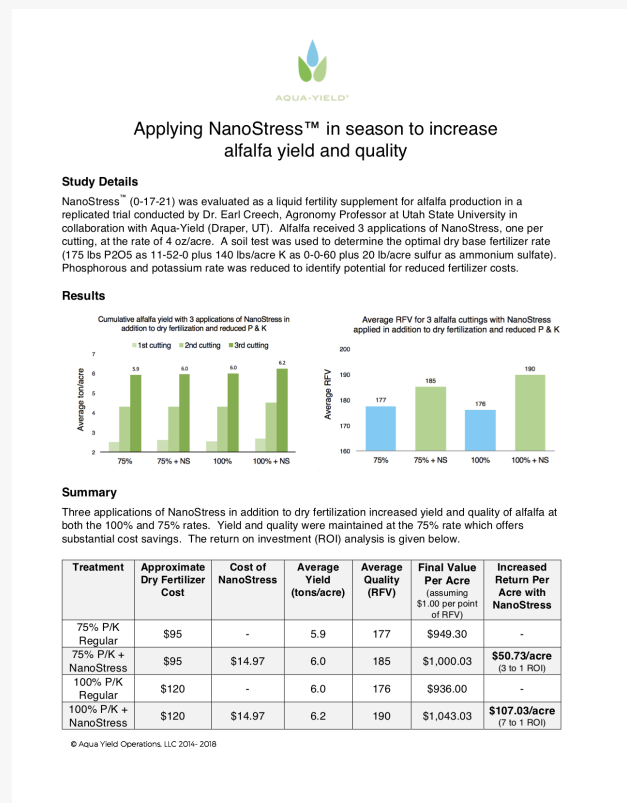 AQUA-YIELD®
Applying NanoStress™ in season to increase
alfalfa yield and quality
Study Details
NanoStress™ (0-17-21) was evaluated as a liquid fertility supplement for alfalfa production in a
replicated trial conducted by Dr. Earl Creech, Agronomy Professor at Utah State University in
collaboration with Aqua-Yield (Draper, UT).  Alfalfa received 3 applications of NanoStress, one per
cutting, at the rate of 4 oz/acre.  A soil test was used to determine the optimal dry base fertilizer rate
(175 lbs P2O5 as 11-52-0 plus 140 lbs/acre K as 0-0-60 plus 20 lb/acre sulfur as ammonium sulfate).
Phosphorous and potassium rate was reduced to identify potential for reduced fertilizer costs.
Results
Cumulative alfalfa yield with 3 applications of NanoStress in
addition to dry fertilization and reduced P & K
1st cutting 2nd cutting 3rd cutting
Average ton/acre
7
6
5
4
3
2
5.9
6.0
6.0
6.2
75% 75% + NS 100% 100% + NS
Average RFV for 3 alfalfa cuttings with NanoStress
applied in addition to dry fertilization and reduced P & K
Average RFV
200
190
180
170
160
177
185
176
190
75% 75% + NS 100% 100% + NS
Summary
Three applications of NanoStress in addition to dry fertilization increased yield and quality of alfalfa at
both the 100% and 75% rates.  Yield and quality were maintained at the 75% rate which offers
substantial cost savings.  The return on investment (ROI) analysis is given below.
Treatment Approximate Dry Fertilizer Cost Cost of NanoStress Average Yield (tons/acre) Average Quality (RFV) Final Value Per Acre (assuming $1.00 per point of RFV) Increased Return Per Acre with NanoStress
75% P/K Regular $95 - 5.9 177 $949.30 -
75% P/K + NanoStress $95 $14.97 6.0 185 $1,000.03 $50.73/acre (3 to 1 ROI)
100% P/K Regular $120 - 6.0 176 $936.00 -
100% P/K + NanoStress $120 $14.97 6.2 190 $1,043.03 $107.03/acre (7 to 1 ROI)
© Aqua Yield Operations, LLC 2014- 2018